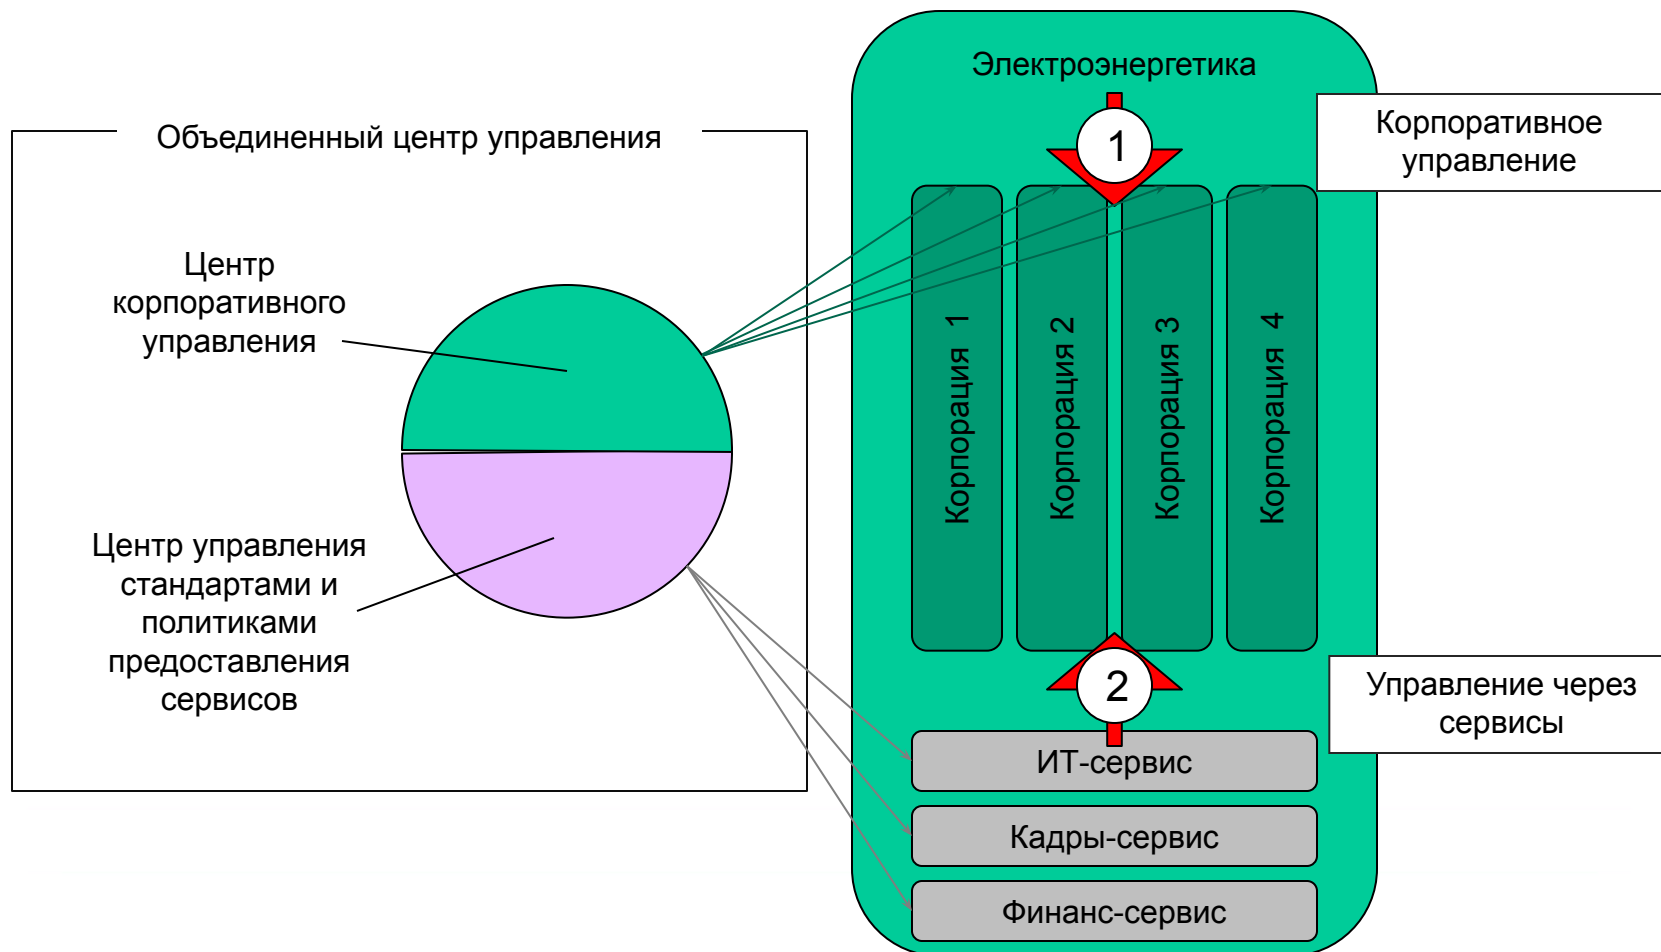 Объединенный центр управления
Центр
корпоративного
управления
Центр управления
стандартами и
политиками
предоставления
сервисов
Электроэнергетика
1
Корпоративное
управление
Корпорация 1
Корпорация 2
Корпорация 3
Корпорация 4
2
Управление через
сервисы
ИТ-сервис
Кадры-сервис
Финанс-сервис